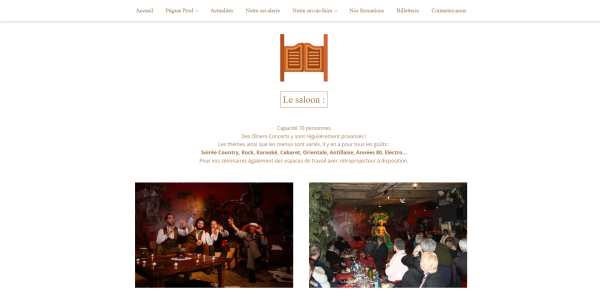 Accueil Pégase Prod Actualités Notre cavalerie Notre savoir-faire Nos formations Billetterie Contactez-nous
Le saloon :
Capacité 70 personnes
Des Dîners-Concerts y sont régulièrement privatisés !
Les thèmes ainsi que les menus sont variés, il y en a pour tous les goûts :
Soirée Country, Rock, Karaoké, Cabaret, Orientale, Antillaise, Années 80, Electro...
Pour vos séminaires également des espaces de travail avec rétroprojecteur à disposition.